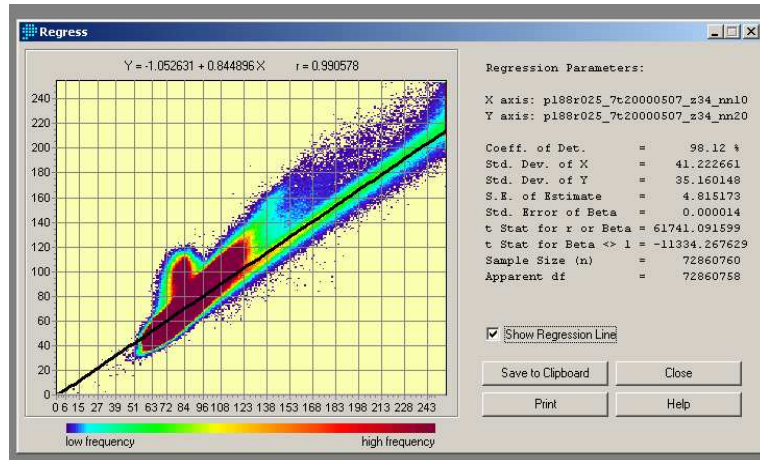 Regress
Y = -1.052631 + 0.844896 X r = 0.990578
240
220
200
180
160
140
120
100
80
60
40
20
0
0 6 15 27 39 51 63 72 84 96 108 123 138 153 168 183 198 213 228 243
low frequency high frequency
Regression Parameters:
X axis: p188r025_7t20000507_z34_nn10
Y axis: p188r025_7t20000507_z34_nn20
Coeff. of Det. = 98.12 %
Std. Dev. of X = 41.222661
Std. Dev. of Y = 35.160148
S.E. of Estimate = 4.815173
Std. Error of Beta = 0.000014
t Stat for r or Beta = 61741.091599
t Stat for Beta <> 1 = -11334.267629
Sample Size (n) = 72860760
Apparent df = 72860758
Show Regression Line
Save to Clipboard Close
Print Help